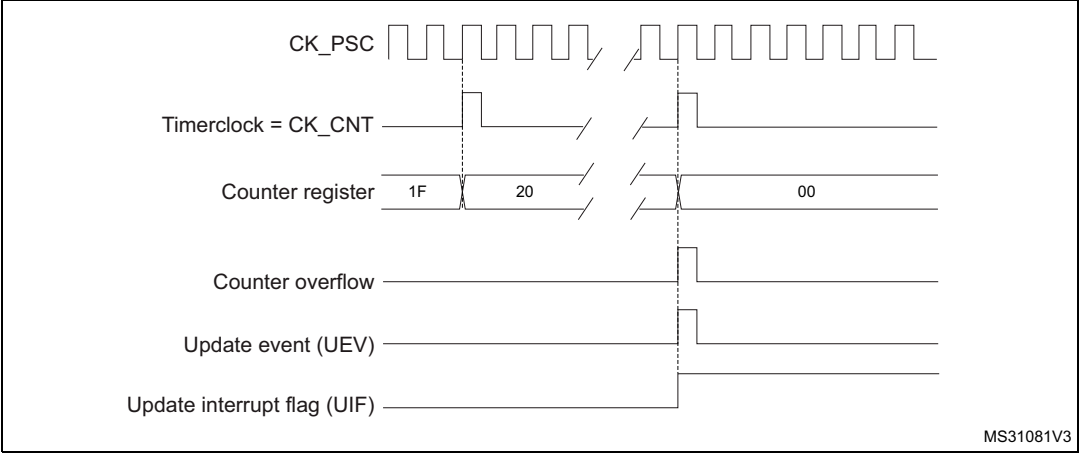 CK_PSC
Timerclock = CK_CNT
Counter register
1F
20
00
Counter overflow
Update event (UEV)
Update interrupt flag (UIF)
MS31081V3